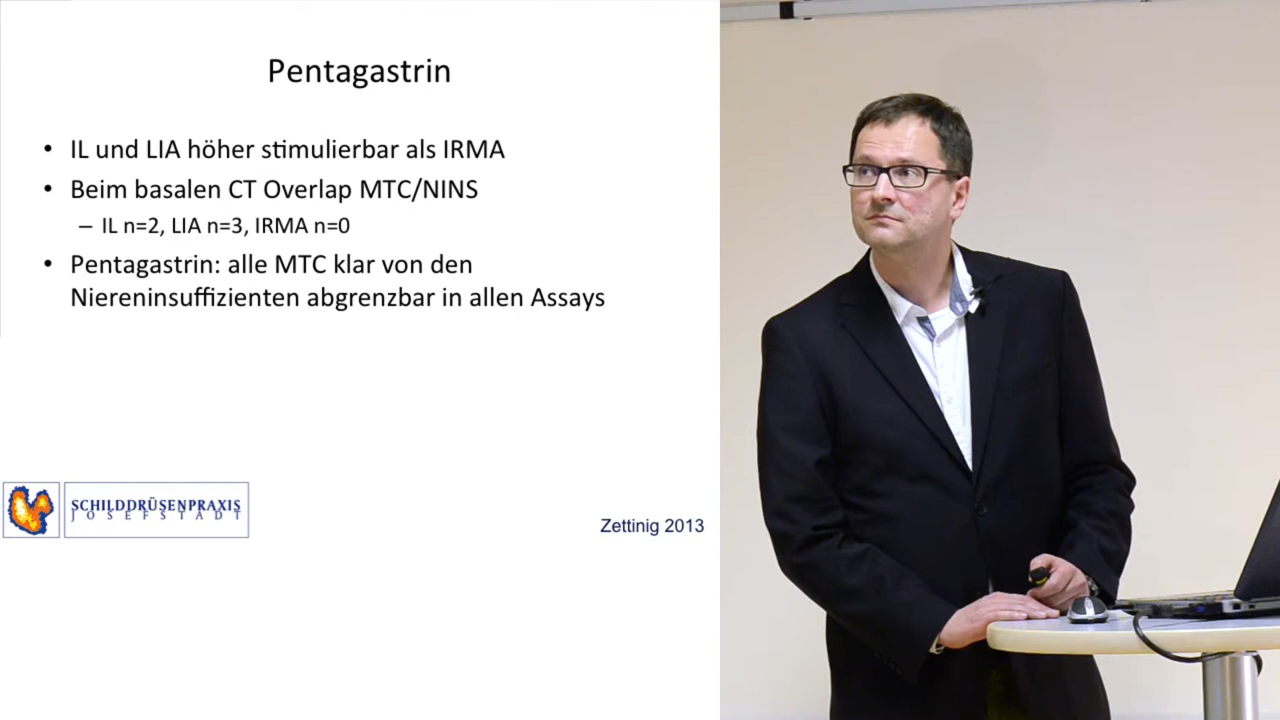 Pentagastrin
• IL und LIA höher stimulierbar als IRMA
• Beim basalen CT Overlap MTC/NINS
– IL n=2, LIA n=3, IRMA n=0
• Pentagastrin: alle MTC klar von den
Niereninsuffizienten abgrenzbar in allen Assays
SCHILDDRÜSENPRAXIS
JOSEFSTADT
Zettinig 2013